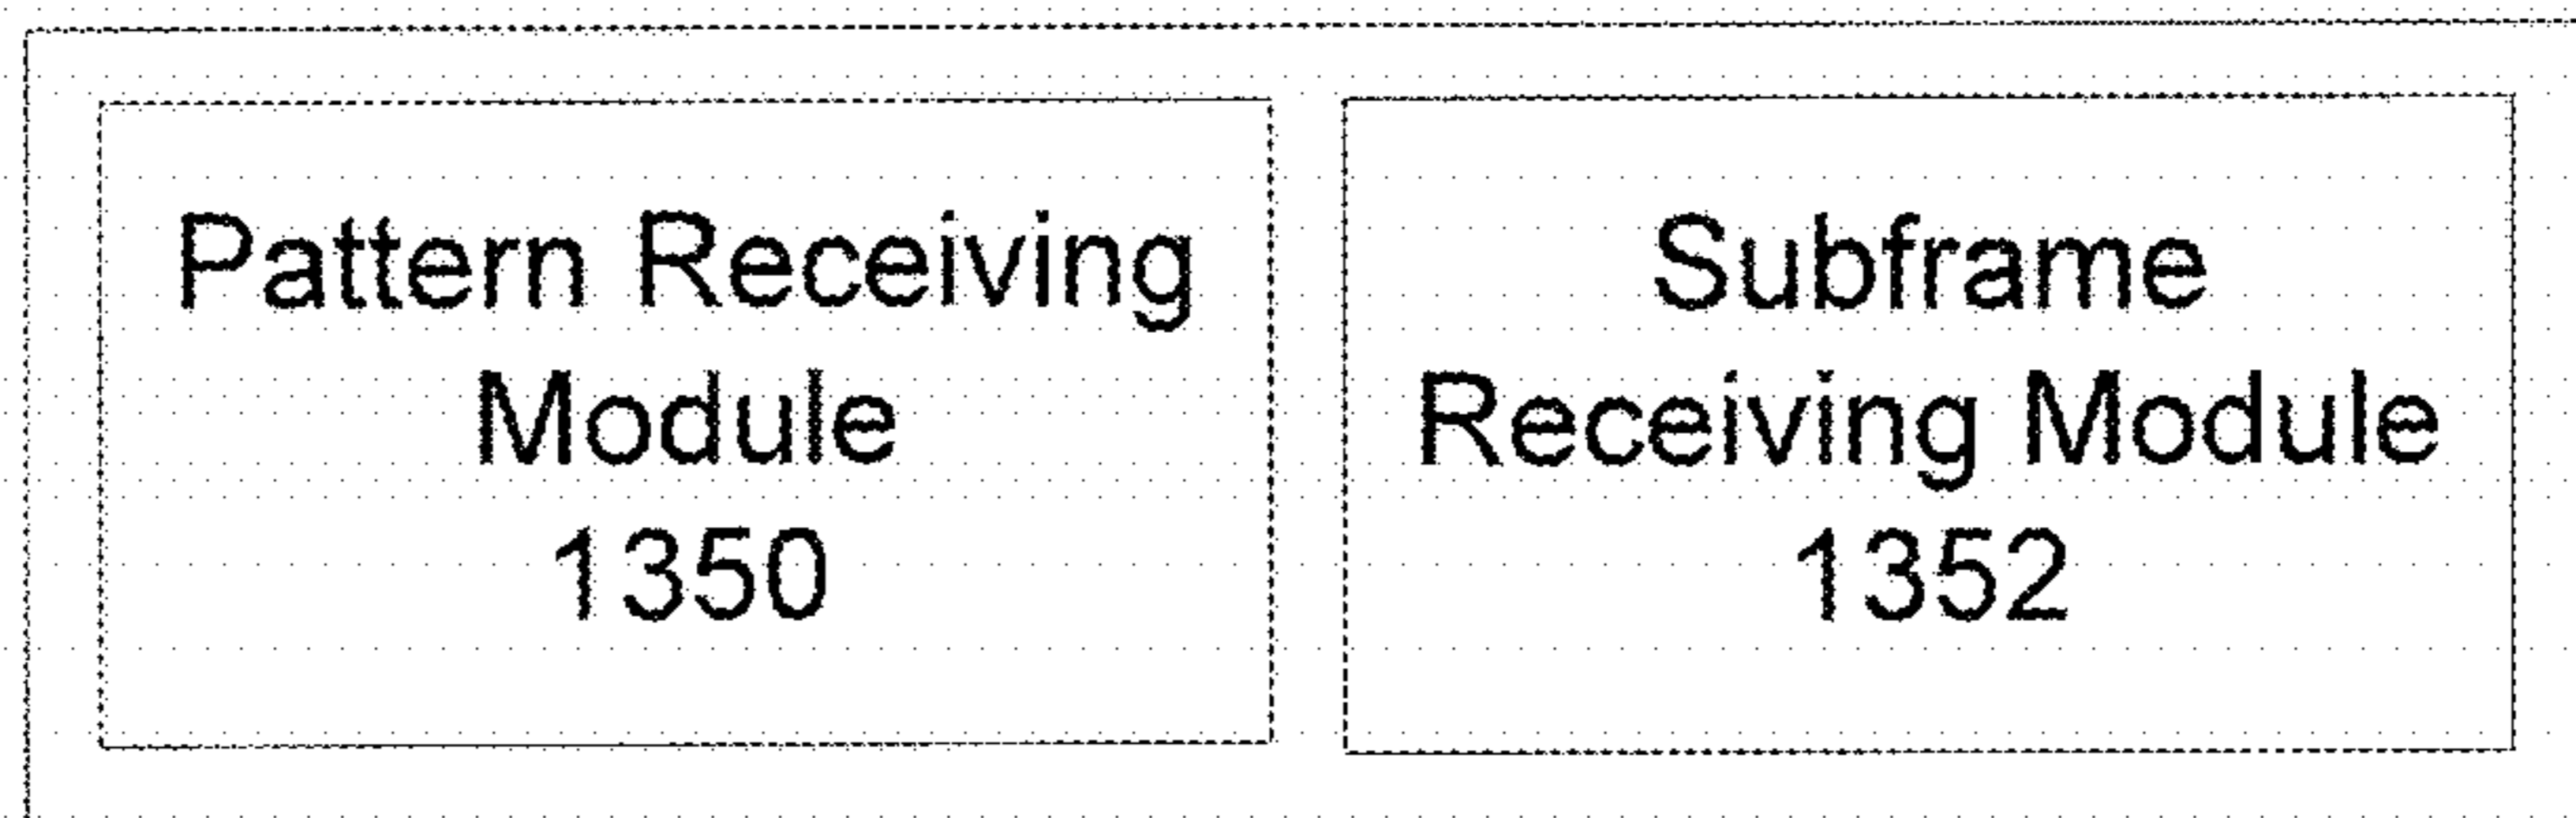 Pattern Receiving
Module
1350
Subframe
Receiving Module
1352